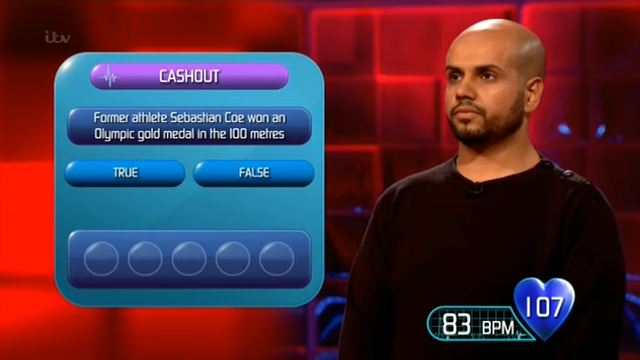 itv
CASHOUT
Former athlete Sebastian Coe won an
Olympic gold medal in the 100 metres
TRUE
FALSE
107
83 BPM